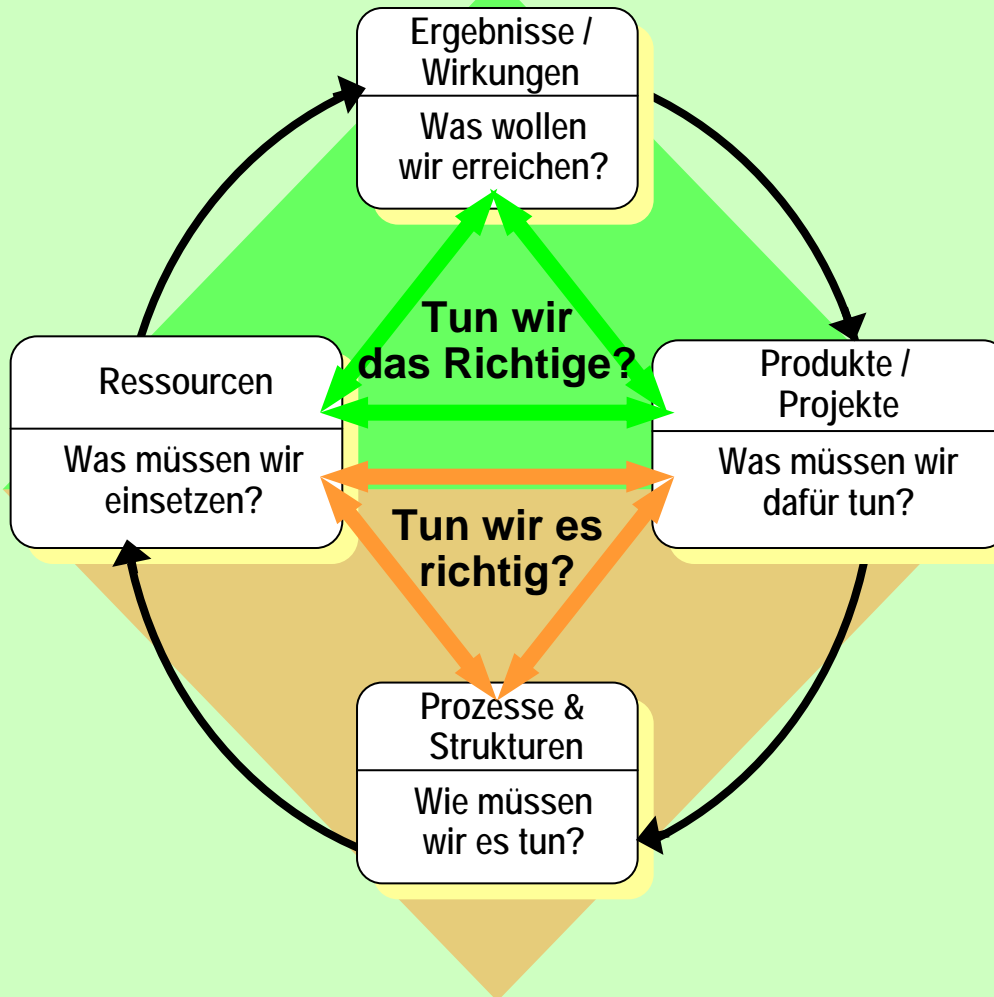 Ergebnisse /
Wirkungen
Was wollen
wir erreichen?
Tun wir
das Richtige?
Ressourcen
Was müssen wir
einsetzen?
Produkte /
Projekte
Was müssen wir
dafür tun?
Tun wir es
richtig?
Prozesse &
Strukturen
Wie müssen
wir es tun?